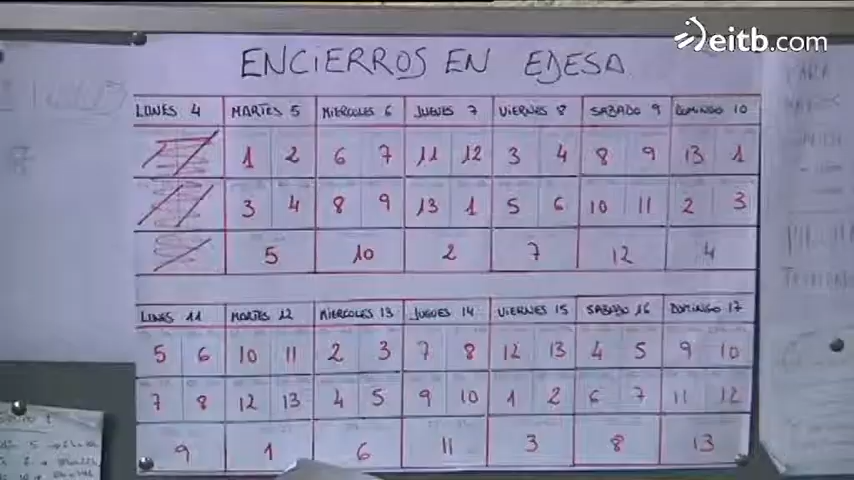 eitb.com
ENCIERROS EN EDESA
LUNES 4 MARTES 5 MIERCOLES 6 JUEVES 7 VIERNES 8 SABADO 9 DOMINGO 10
1 2 6 7 11 12 3 4 8 9 13 1
3 4 8 9 13 1 5 6 10 11 2 3
5 10 2 7 12 4
LUNES 11 MARTES 12 MIERCOLES 13 JUEVES 14 VIERNES 15 SABADO 16 DOMINGO 17
5 6 10 11 2 3 7 8 12 13 4 5 9 10
7 8 12 13 4 5 9 10 1 2 6 7 11 12
9 1 6 11 3 8 13
PARA